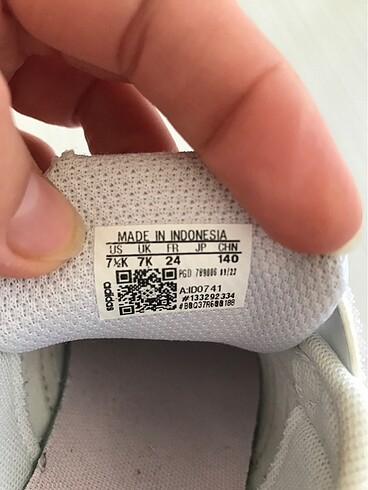 MADE IN INDONESIA
US UK FR JP CHN
7½K 7K 24 140
PGD 789006 11/22
adidas
A:ID0741
#133292334